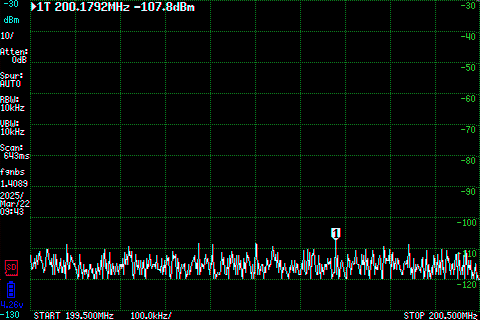 -30
1T 200.1792MHz -107.8dBm
dBm
10/
Atten:
0dB
Spur:
AUTO
RBW:
10kHz
VBW:
10kHz
Scan:
643ms
fgnbs
1.4089
2025/
Mar/22
09:43
SD
4.26v
-130
-30
-40
-50
-60
-70
-80
-90
-100
-110
-120
1
START 199.500MHz 100.0kHz/ STOP 200.500MHz